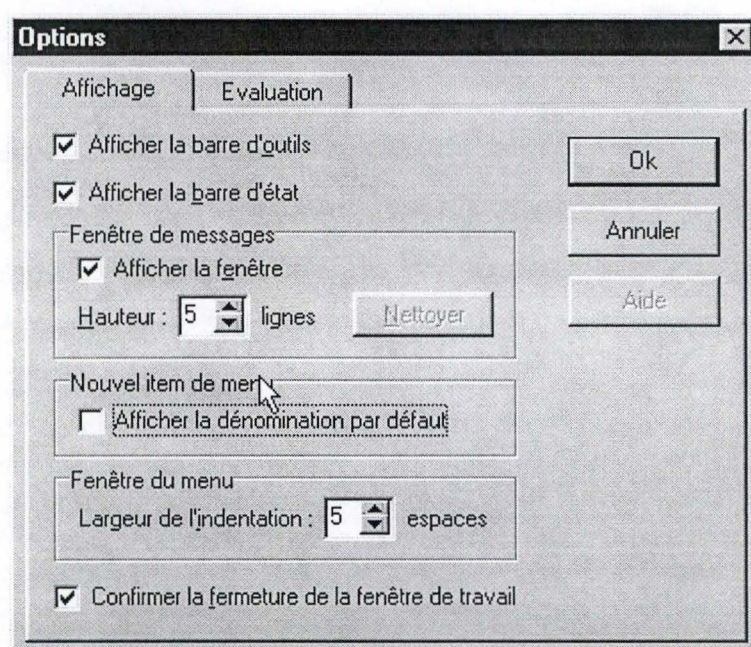 Options
Affichage
Evaluation
Afficher la barre d'outils
Afficher la barre d'état
Fenêtre de messages
Afficher la fenêtre
Hauteur : 5 lignes
Nettoyer
Nouvel item de menu
Afficher la dénomination par défaut
Fenêtre du menu
Largeur de l'indentation : 5 espaces
Confirmer la fermeture de la fenêtre de travail
Ok
Annuler
Aide